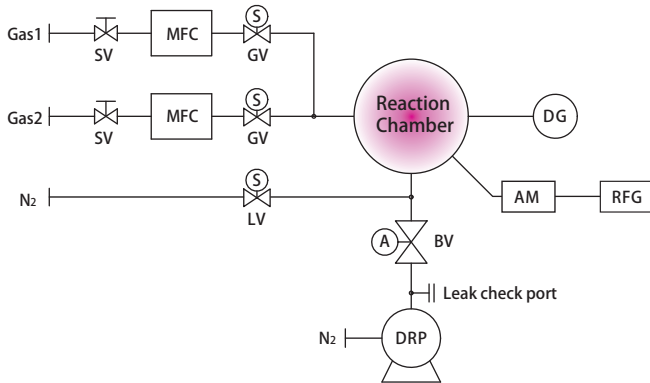 Gas1
SV
MFC
S
GV
Gas2
SV
MFC
S
GV
Reaction
Chamber
DG
N2
S
LV
AM
RFG
A
BV
Leak check port
N2
DRP